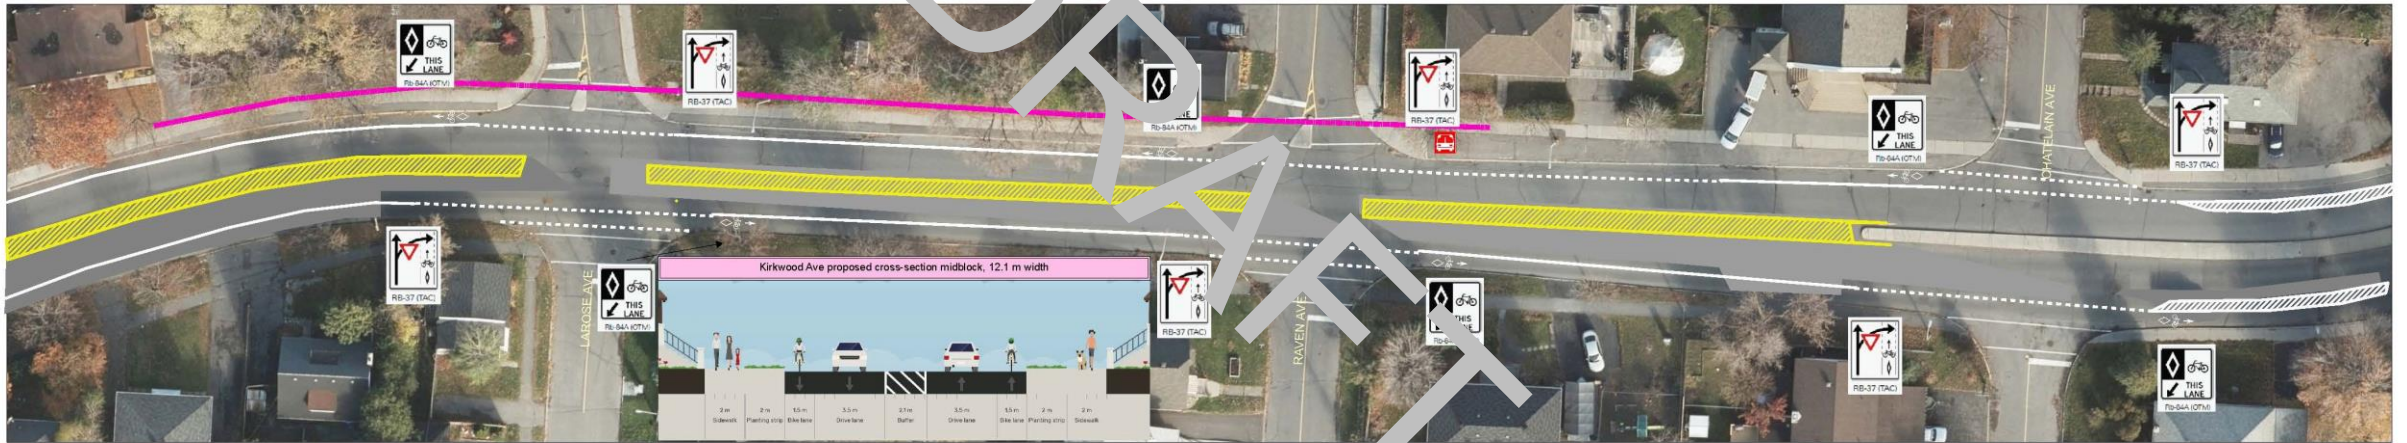 THIS
LANE
Rb-84A (OTM)
RB-37 (TAC)
Rb-84A (OTM)
RB-37 (TAC)
THIS
LANE
Rb-84A (OTM)
RB-37 (TAC)
CHATELAIN AVE
DRAFT
RB-37 (TAC)
LAROSE AVE
THIS
LANE
Rb-84A (OTM)
Kirkwood Ave proposed cross-section midblock, 12.1 m width
2 m 2 m 1.5 m 3.5 m 2.1 m 3.5 m 1.5 m 2 m 2 m
Sidewalk Planting strip Bike lane Drive lane Buffer Drive lane Bike lane Planting strip Sidewalk
RB-37 (TAC)
RAVEN AVE
THIS
RB-37 (TAC)
THIS
LANE
Rb-84A (OTM)